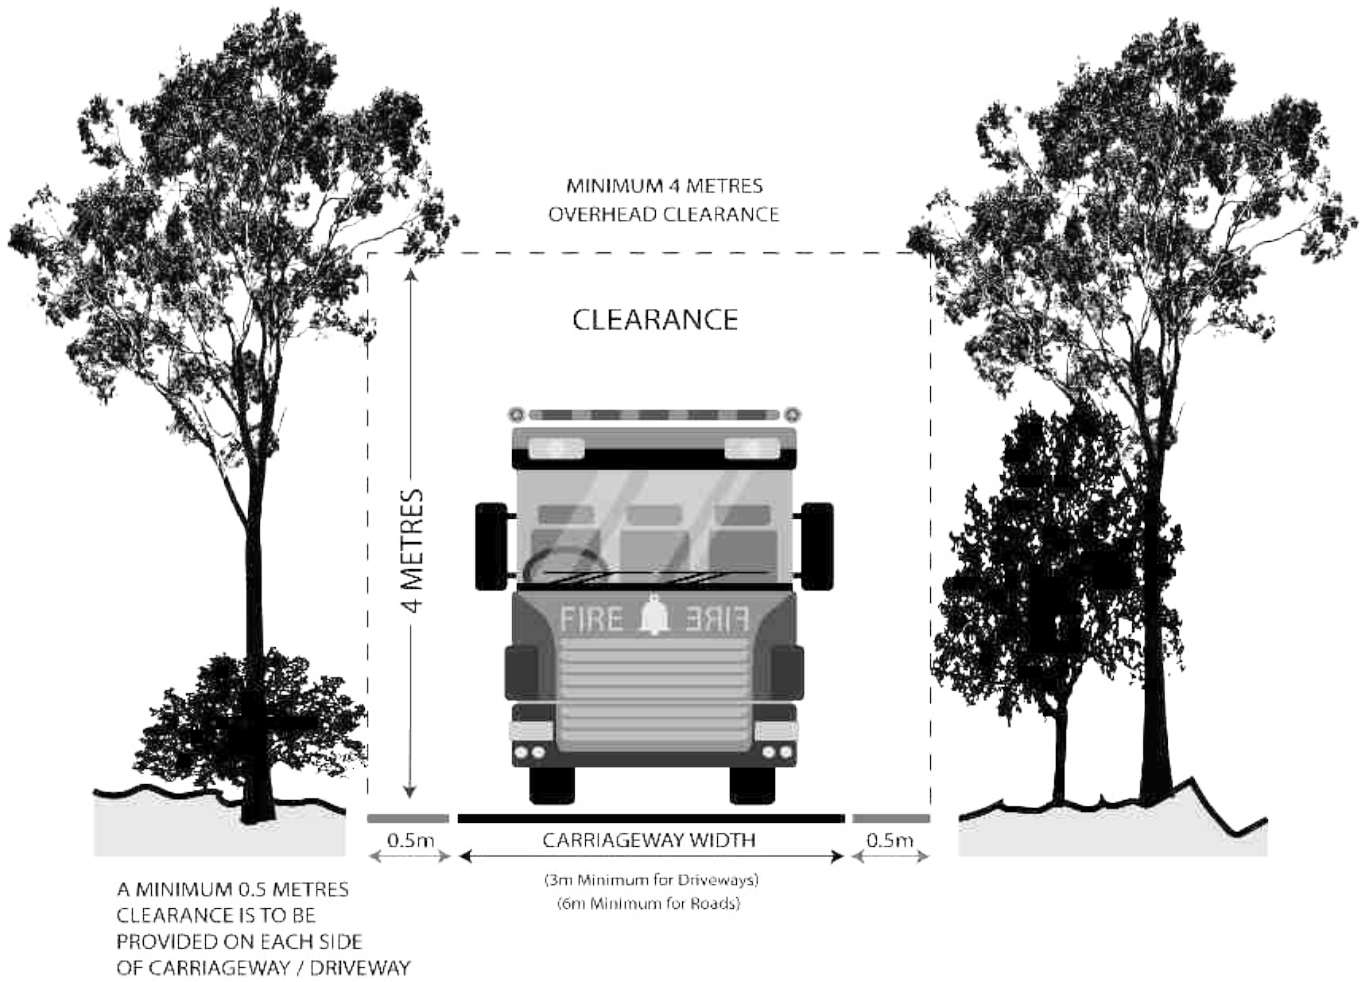 MINIMUM 4 METRES
OVERHEAD CLEARANCE
CLEARANCE
4 METRES
FIRE FIRE
0.5m CARRIAGEWAY WIDTH 0.5m
(3m Minimum for Driveways)
(6m Minimum for Roads)
A MINIMUM 0.5 METRES
CLEARANCE IS TO BE
PROVIDED ON EACH SIDE
OF CARRIAGEWAY / DRIVEWAY